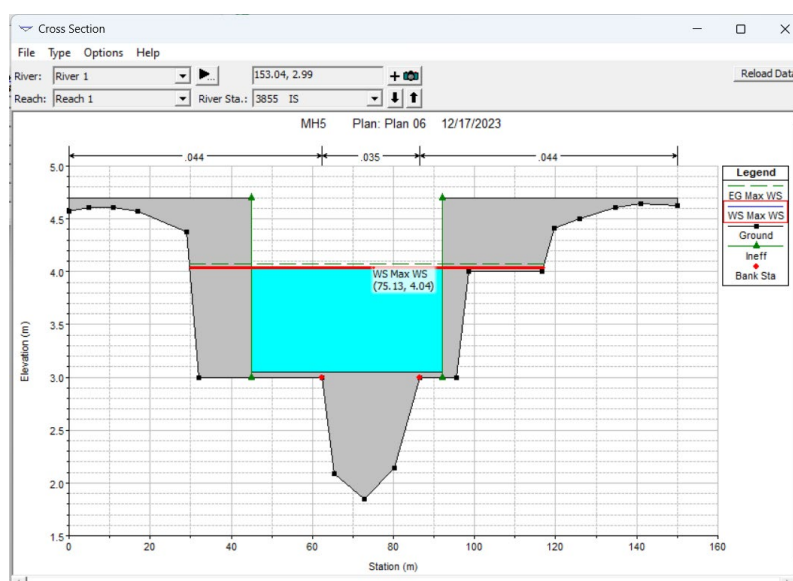 Cross Section
File Type Options Help
River: River 1 153.04, 2.99 Reload Data
Reach: Reach 1 River Sta.: 3855 IS
MH5 Plan: Plan 06 12/17/2023
.044 .035 .044
5.0
4.5
4.0
3.5
3.0
2.5
2.0
1.5
Elevation (m)
WS Max WS
(75.13, 4.04)
0 20 40 60 80 100 120 140 160
Station (m)
Legend
EG Max WS
WS Max WS
Ground
Ineff
Bank Sta